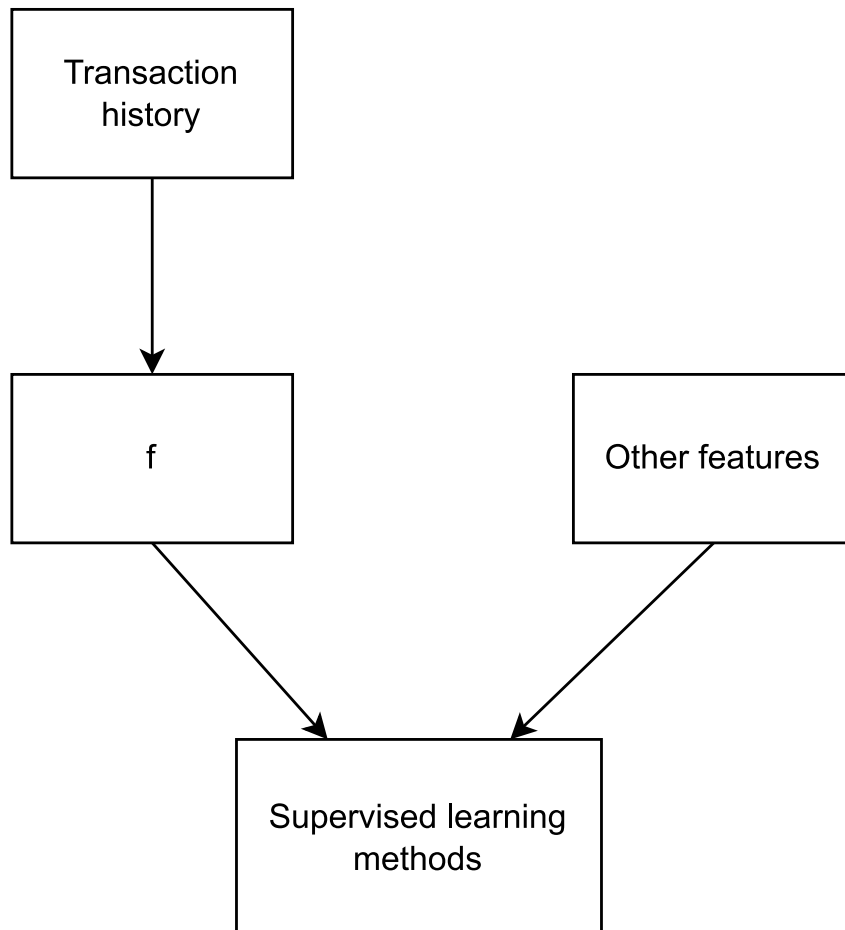 Transaction
history
f
Other features
Supervised learning
methods